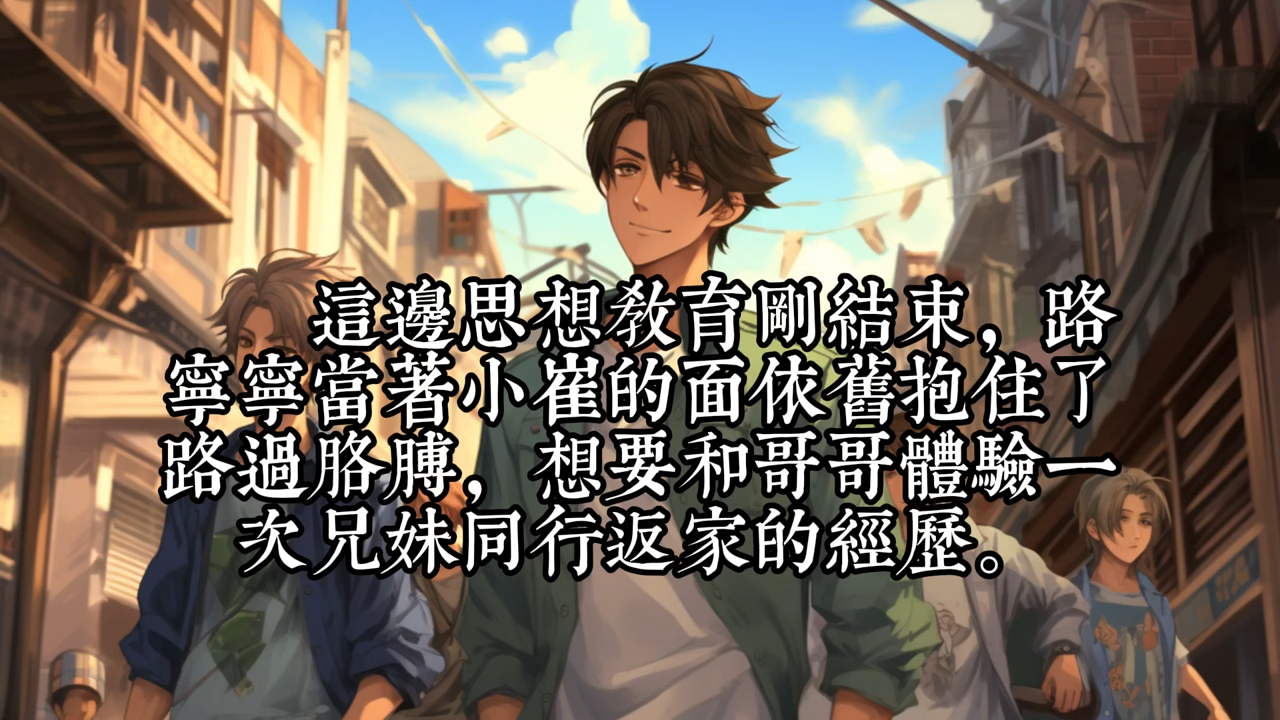 這邊思想教育剛結束，路
寧寧當著小崔的面依舊抱住了
路過胳膊，想要和哥哥體驗一
次兄妹同行返家的經歷。